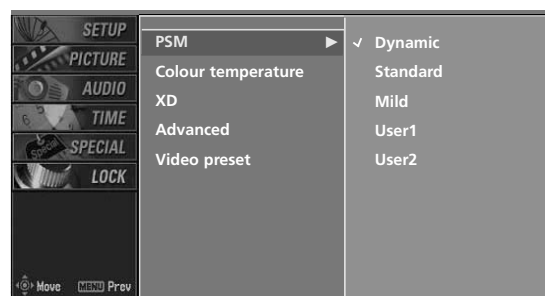 SETUP
PICTURE
AUDIO
TIME
SPECIAL
LOCK
Move MENU Prev
PSM
Colour temperature
XD
Advanced
Video preset
✓ Dynamic
Standard
Mild
User1
User2